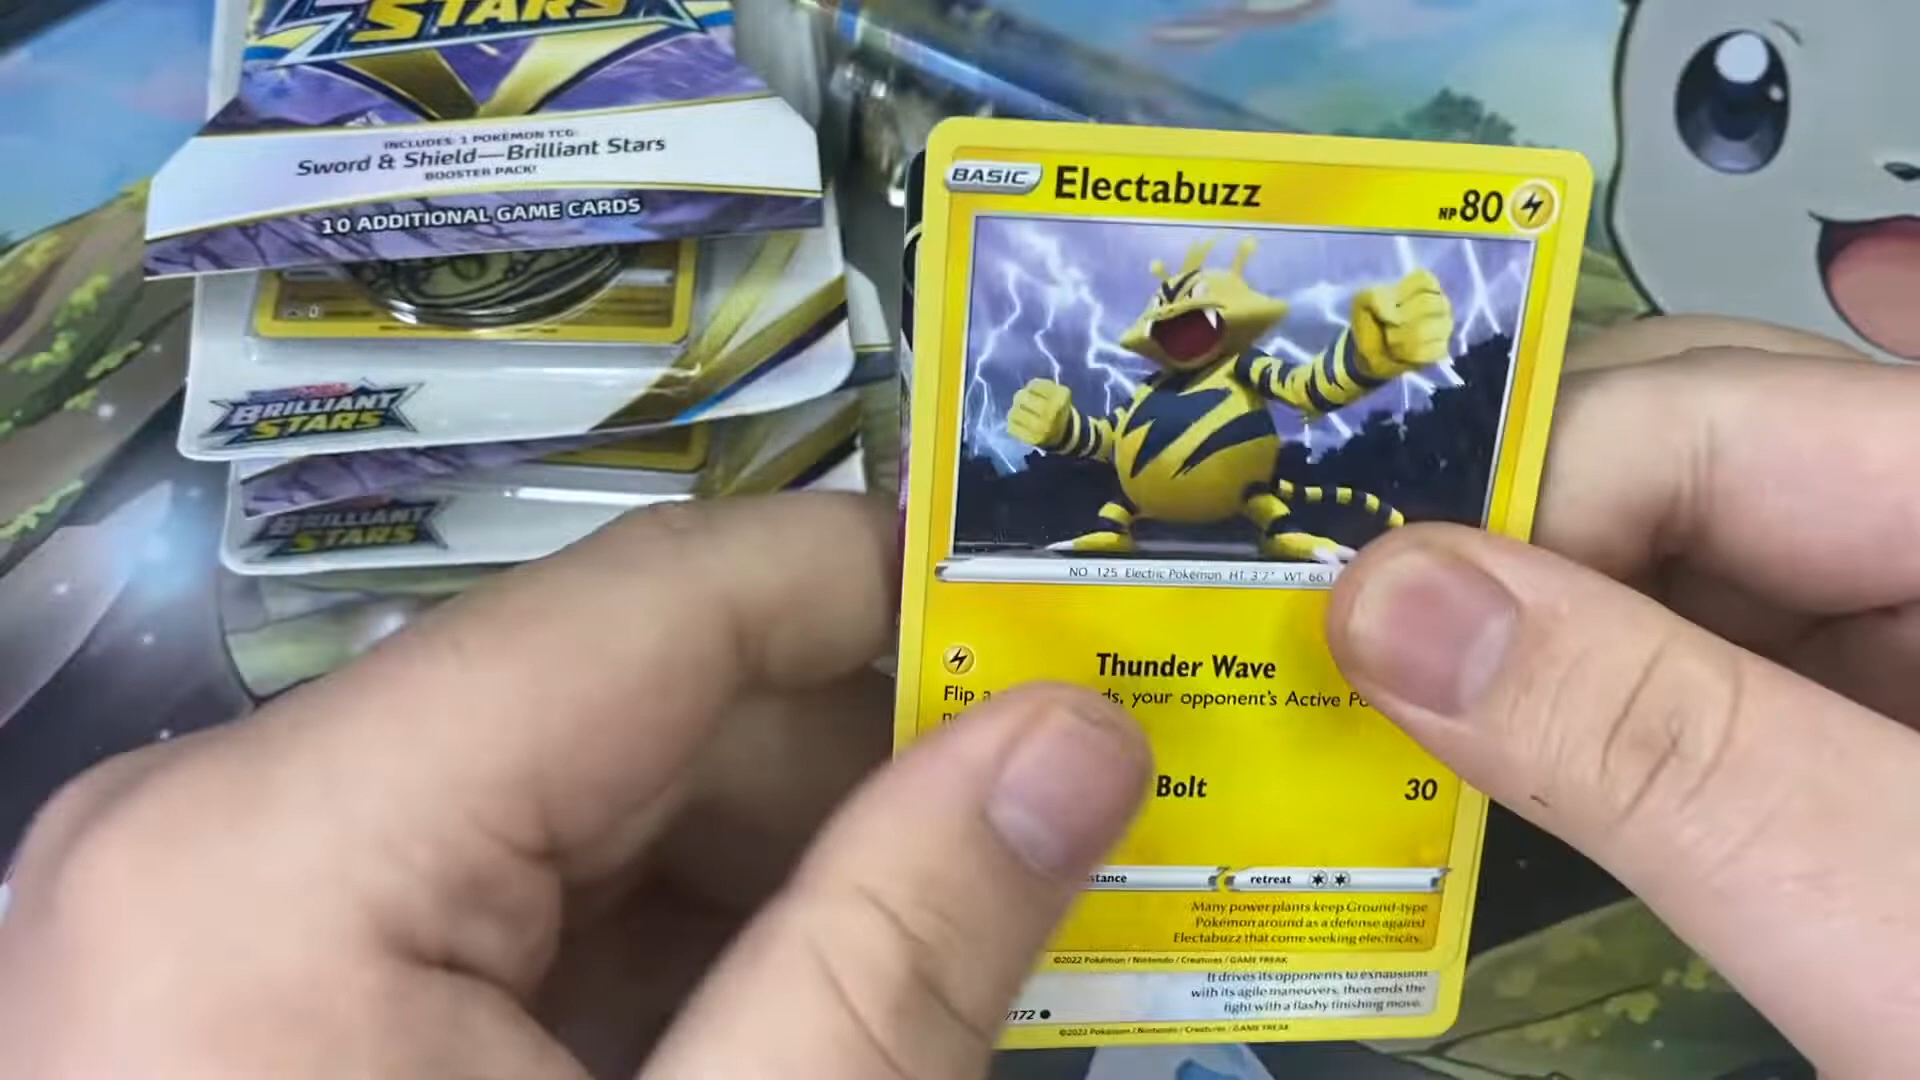 STARS
INCLUDES: 1 POKÉMON TCG:
Sword & Shield—Brilliant Stars
BOOSTER PACK!
10 ADDITIONAL GAME CARDS
BRILLIANT
STARS
BRILLIANT
STARS
BASIC Electabuzz HP80
NO. 125 Electric Pokémon HT: 3'7" WT: 66.1
Thunder Wave
Flip a ds, your opponent's Active Po
Bolt 30
stance retreat
Many power plants keep Ground-type
Pokémon around as a defense against
Electabuzz that come seeking electricity.
©2022 Pokémon / Nintendo / Creatures / GAME FREAK
It drives its opponents to exhaustion
with its agile maneuvers, then ends the
fight with a flashy finishing move.
/172
©2022 Pokémon / Nintendo / Creatures / GAME FREAK